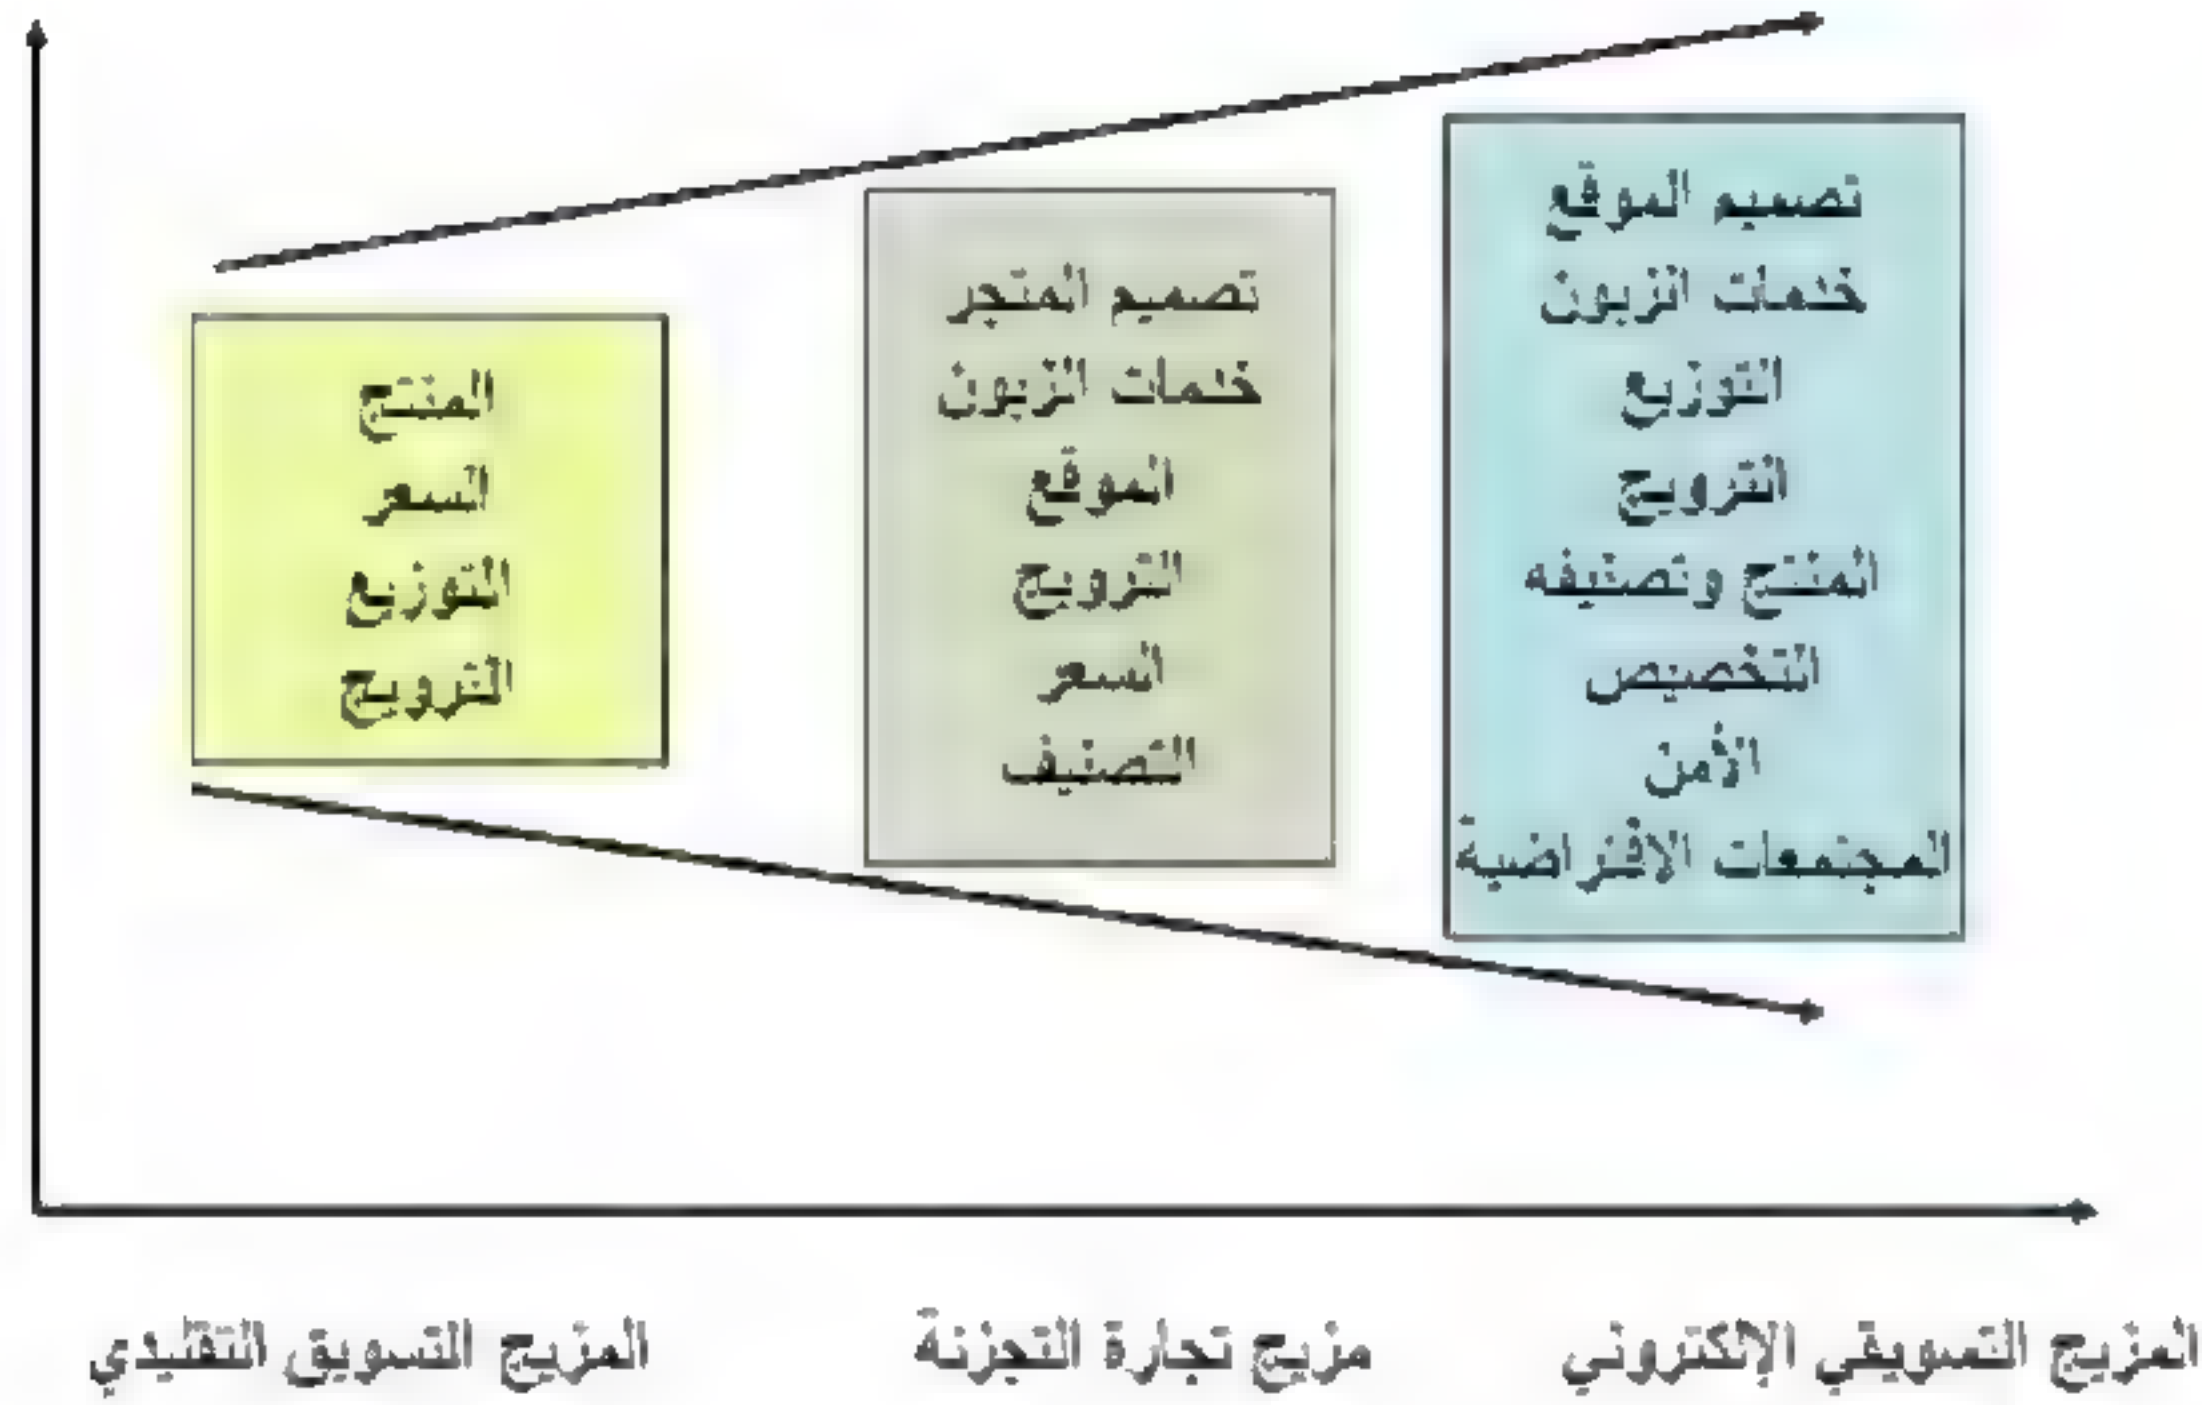 تصميم الموقع
خدمات الزبون
التوزيع
الترويج
المنتج وتصنيفه
التخصيص
الأمن
المجتمعات الافتراضية
تصميم المتجر
خدمات الزبون
الموقع
الترويج
السعر
التصنيف
المنتج
السعر
التوزيع
الترويج
المزيج التسويقي الإلكتروني
مزيج تجارة التجزئة
المزيج التسويق التقليدي